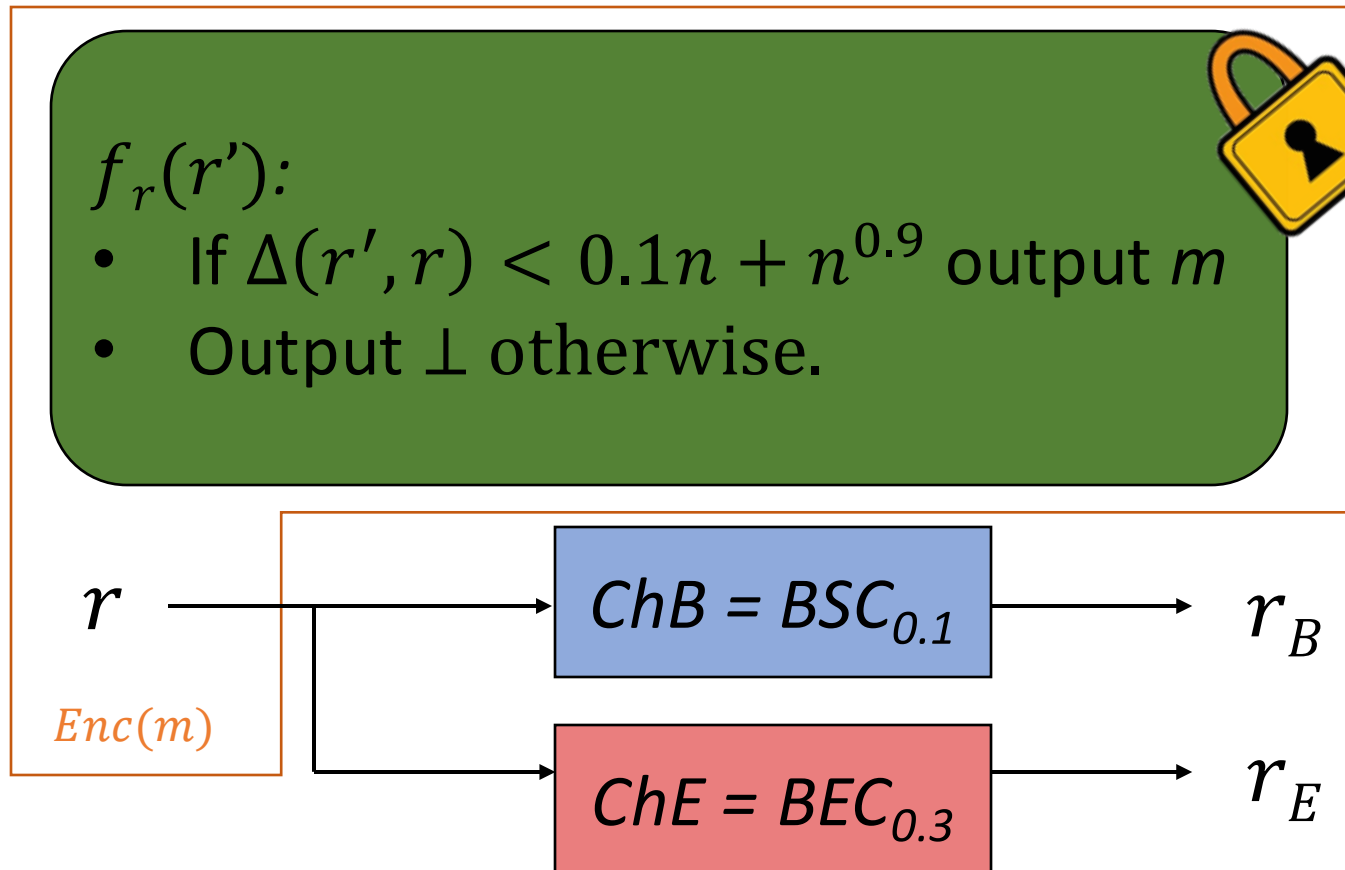 f_r(r’):
• If Δ(r′, r) < 0.1n + n^0.9 output m
• Output ⊥ otherwise.
r
ChB = BSC_0.1
r_B
Enc(m)
ChE = BEC_0.3
r_E